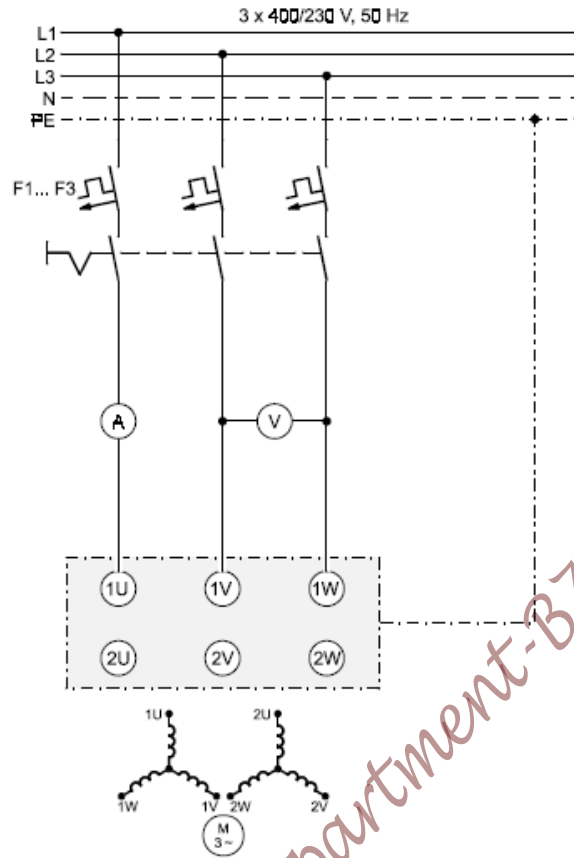 3 x 400/230 V, 50 Hz
L1
L2
L3
N
PE
F1... F3
A
V
1U 1V 1W
2U 2V 2W
1U 2U
1W 1V 2W 2V
M
3~
partment-B